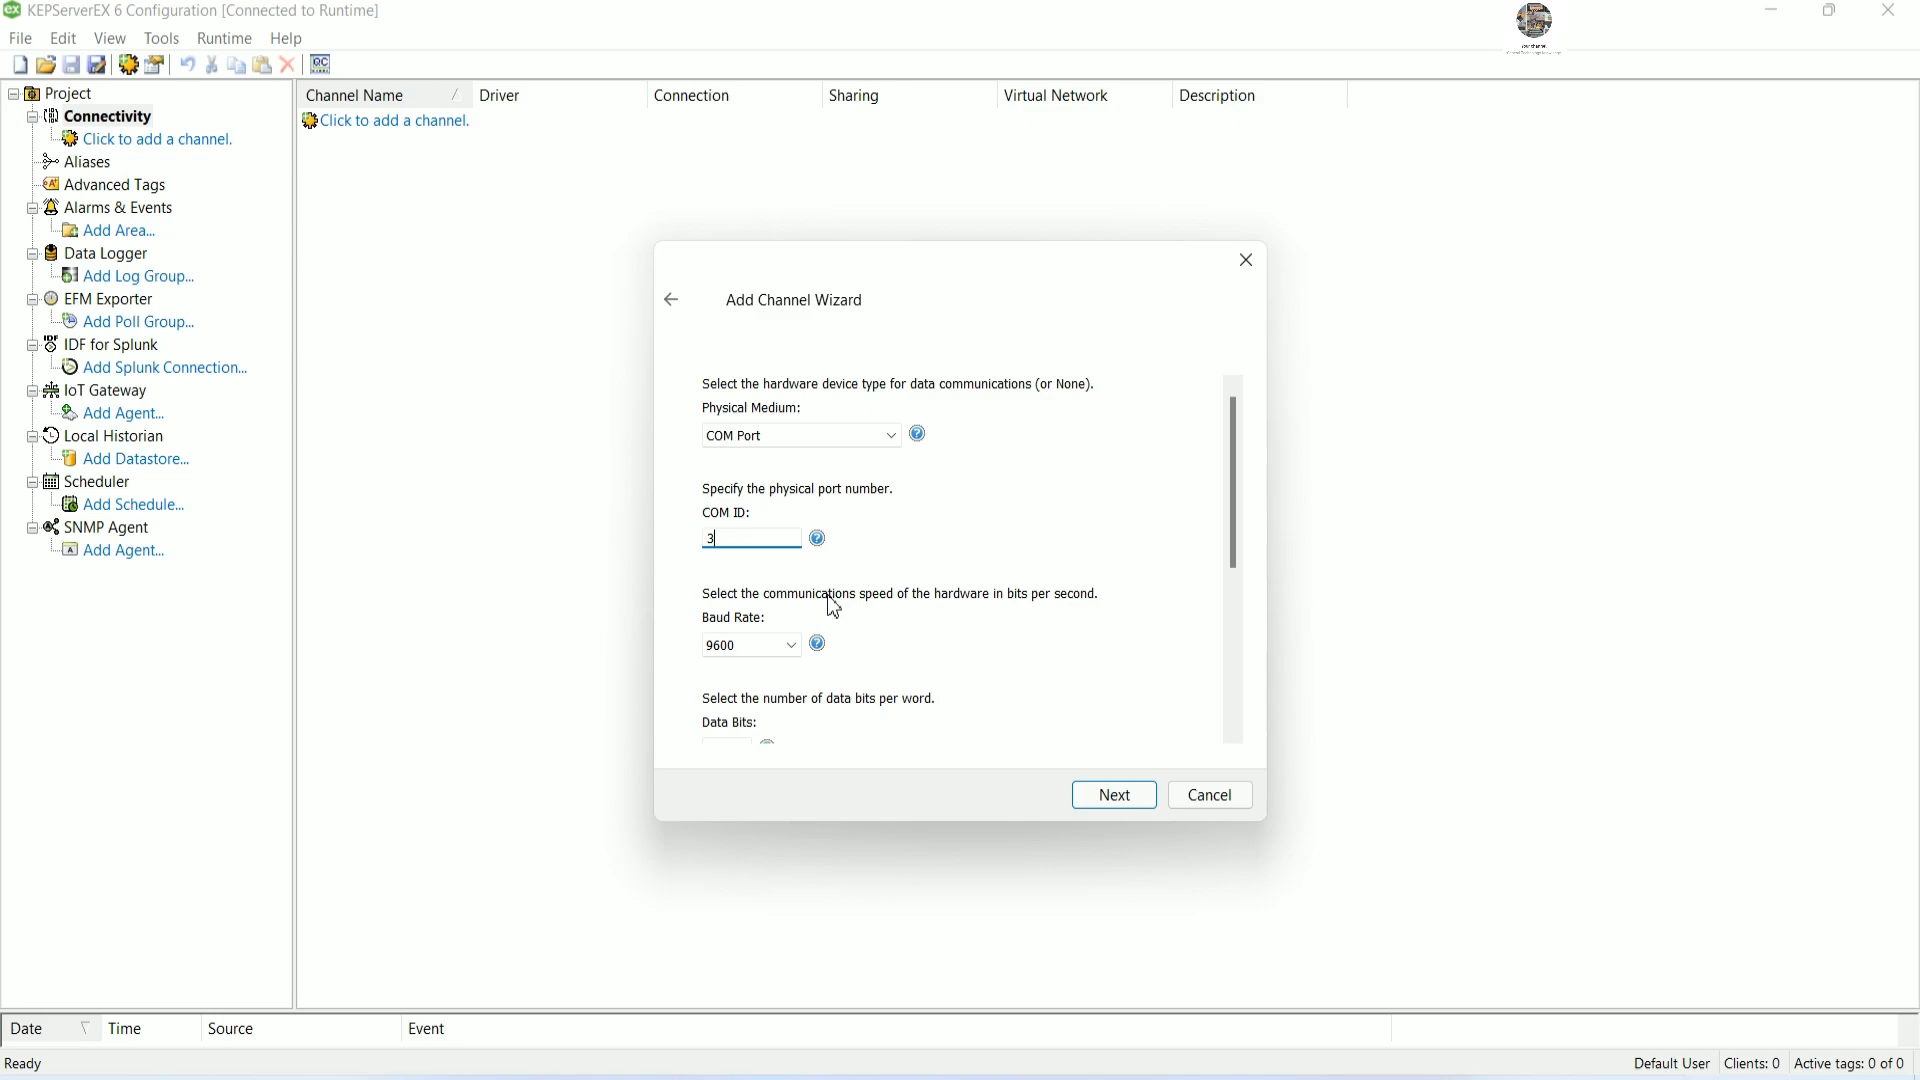 KEPServerEX 6 Configuration [Connected to Runtime]
File Edit View Tools Runtime Help
Project
Connectivity
Click to add a channel.
Aliases
Advanced Tags
Alarms & Events
Add Area...
Data Logger
Add Log Group...
EFM Exporter
Add Poll Group...
IDF for Splunk
Add Splunk Connection...
IoT Gateway
Add Agent...
Local Historian
Add Datastore...
Scheduler
Add Schedule...
SNMP Agent
Add Agent...
Channel Name Driver Connection Sharing Virtual Network Description
Click to add a channel.
Add Channel Wizard
Select the hardware device type for data communications (or None).
Physical Medium:
COM Port
Specify the physical port number.
COM ID:
3
Select the communications speed of the hardware in bits per second.
Baud Rate:
9600
Select the number of data bits per word.
Data Bits:
Next Cancel
Date Time Source Event
Ready Default User Clients: 0 Active tags: 0 of 0